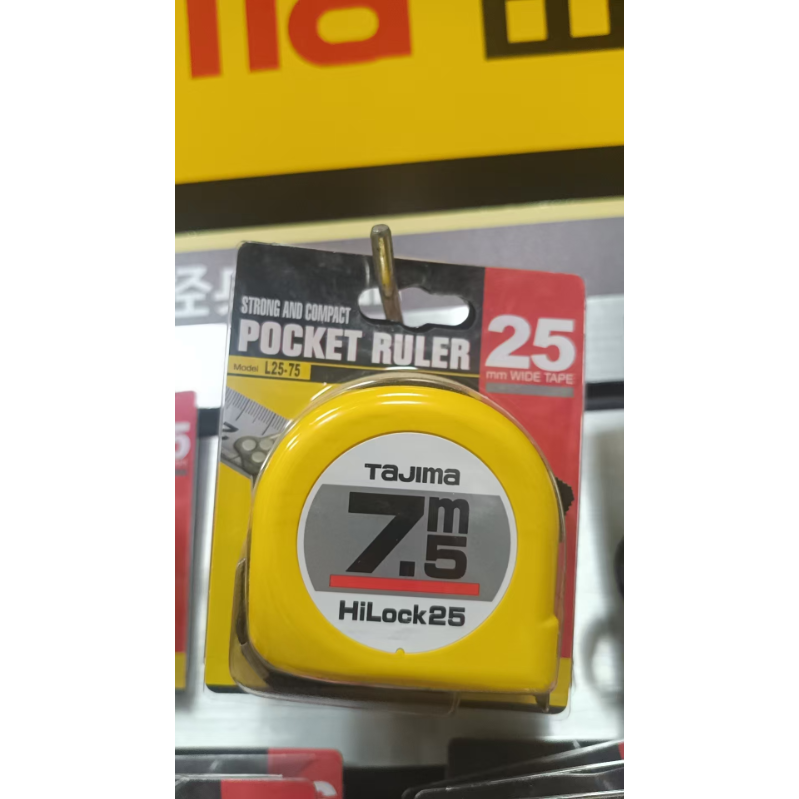 STRONG AND COMPACT
POCKET RULER
Model L25-75
25
mm WIDE TAPE
TAJIMA
7.5m
HiLock25